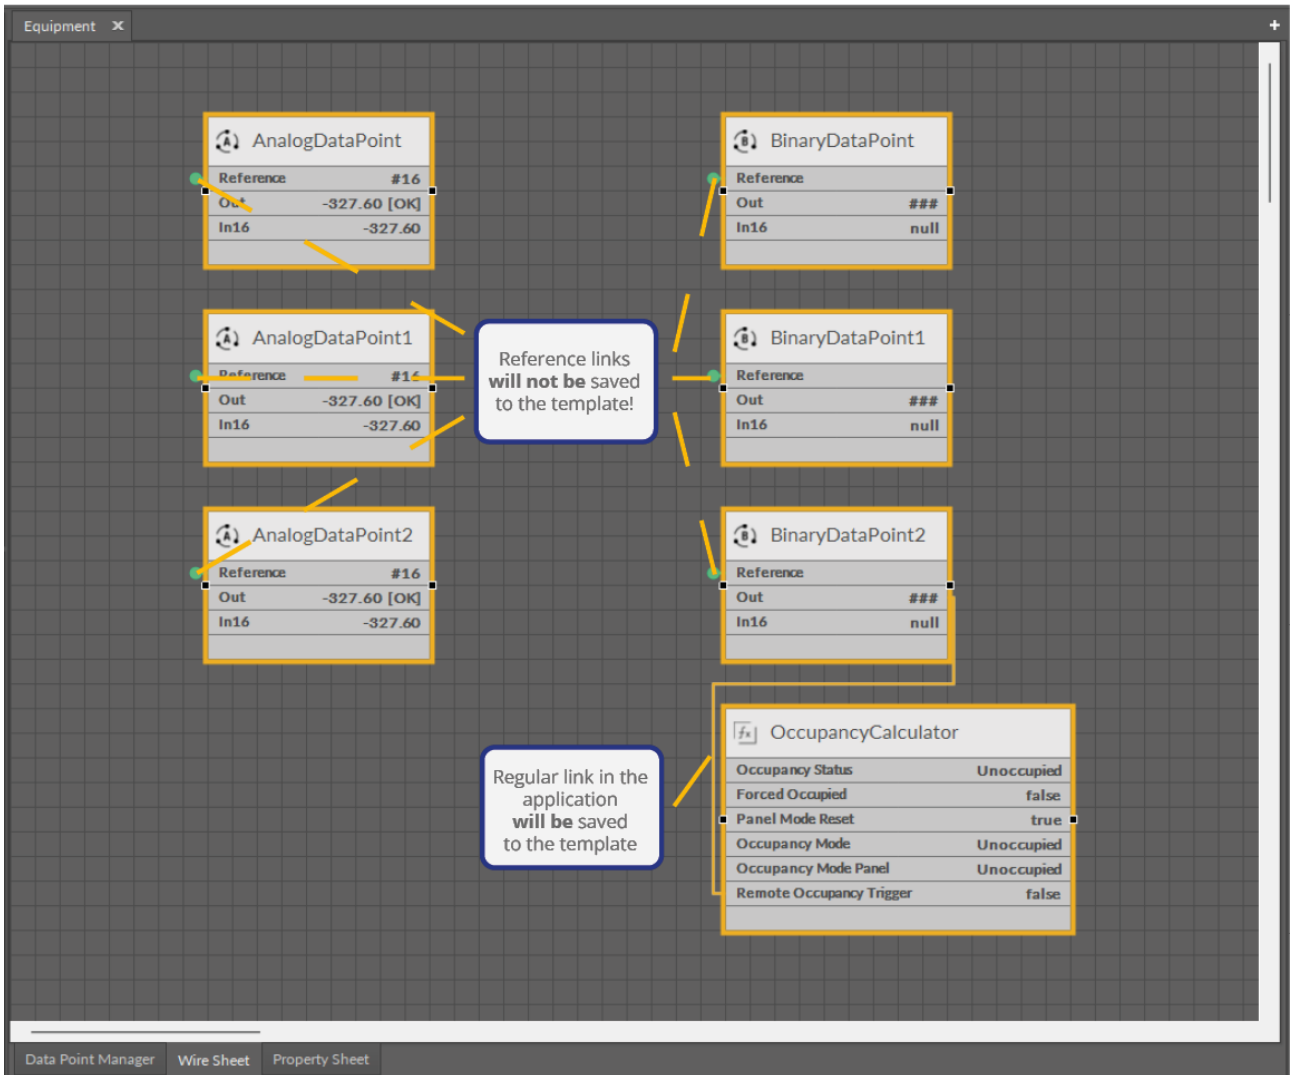 Equipment x
+
AnalogDataPoint
Reference #16
Out -327.60 [OK]
In16 -327.60
BinaryDataPoint
Reference
Out ###
In16 null
AnalogDataPoint1
Reference #16
Out -327.60 [OK]
In16 -327.60
Reference links
will not be saved
to the template!
BinaryDataPoint1
Reference
Out ###
In16 null
AnalogDataPoint2
Reference #16
Out -327.60 [OK]
In16 -327.60
BinaryDataPoint2
Reference
Out ###
In16 null
Regular link in the
application
will be saved
to the template
OccupancyCalculator
Occupancy Status Unoccupied
Forced Occupied false
Panel Mode Reset true
Occupancy Mode Unoccupied
Occupancy Mode Panel Unoccupied
Remote Occupancy Trigger false
Data Point Manager Wire Sheet Property Sheet